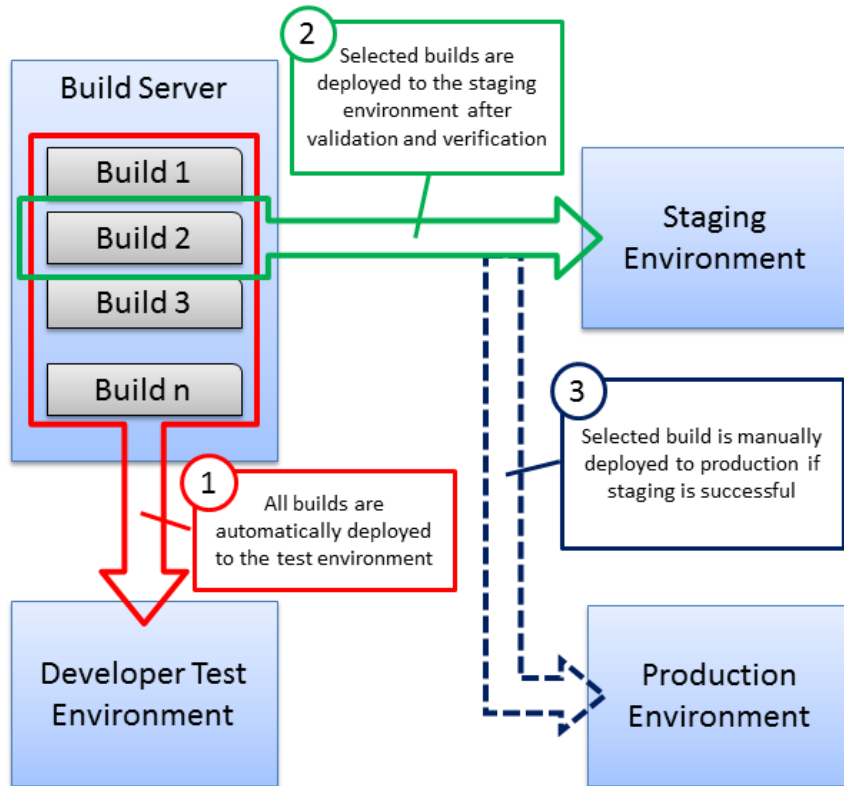 Build Server
Build 1
Build 2
Build 3
Build n
2
Selected builds are
deployed to the staging
environment after
validation and verification
Staging
Environment
3
Selected build is manually
deployed to production if
staging is successful
1
All builds are
automatically deployed
to the test environment
Developer Test
Environment
Production
Environment